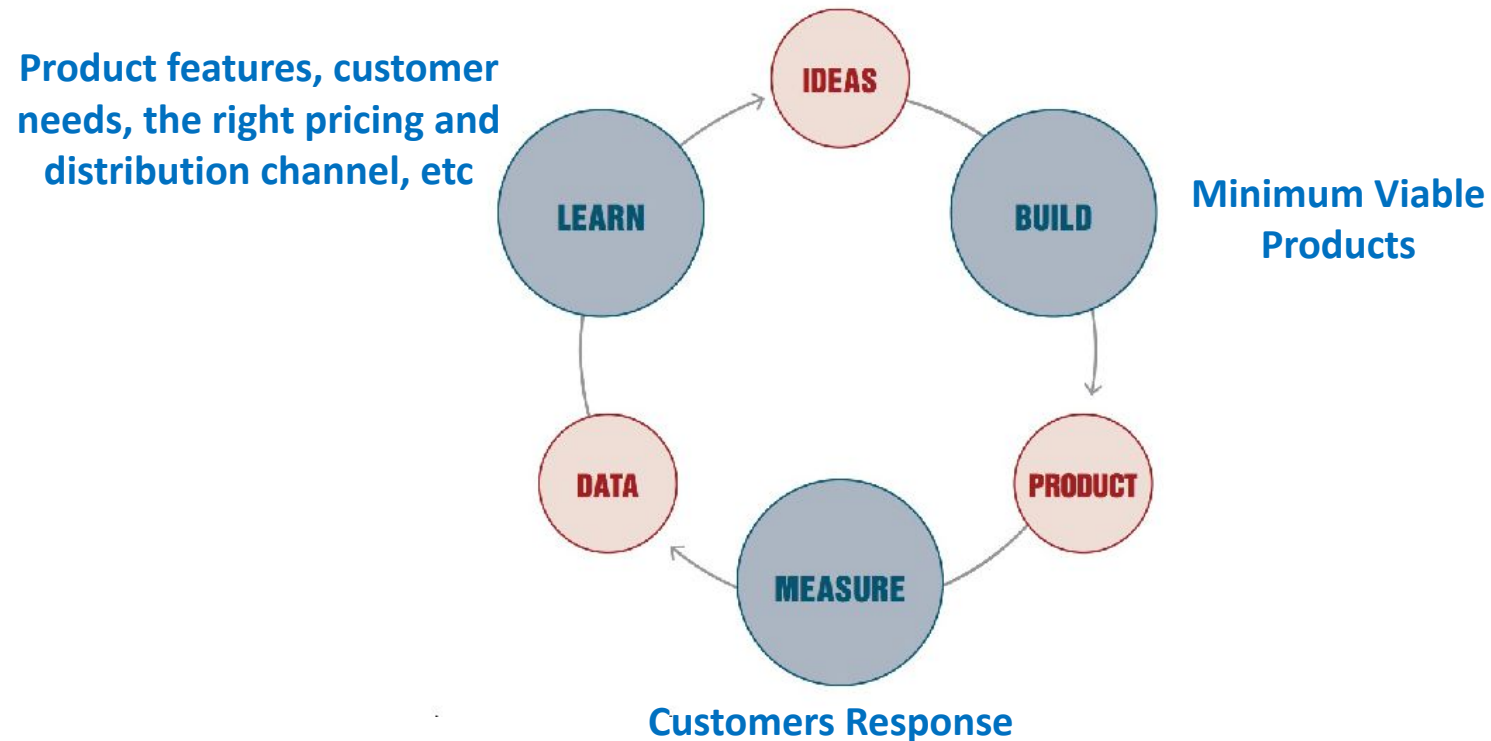 IDEAS
Product features, customer
needs, the right pricing and
distribution channel, etc
LEARN
BUILD
Minimum Viable
Products
DATA
PRODUCT
MEASURE
Customers Response